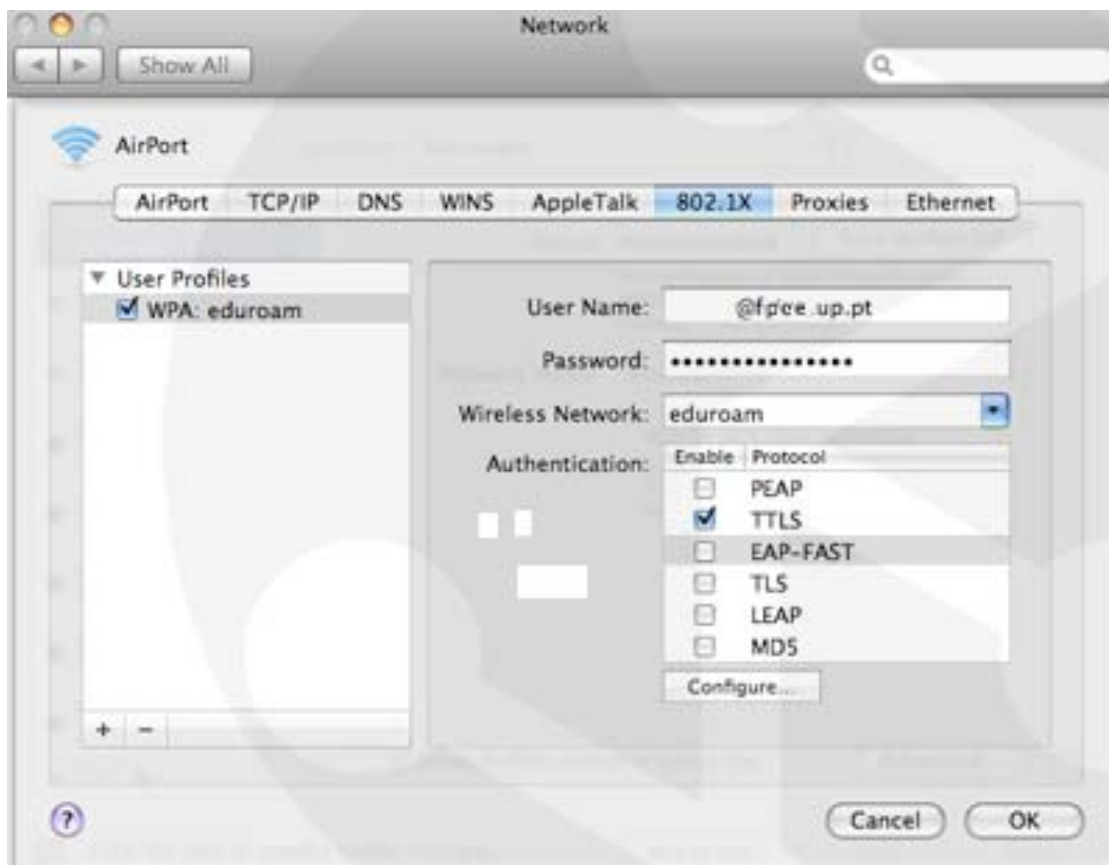 Network
Show All
AirPort
AirPort TCP/IP DNS WINS AppleTalk 802.1X Proxies Ethernet
User Profiles
WPA: eduroam
User Name: .up.pt
Password: •••••••••••••••
Wireless Network: eduroam
Authentication:
Enable Protocol
PEAP
TTLS
EAP-FAST
TLS
LEAP
MD5
Configure...
+ −
?
Cancel OK